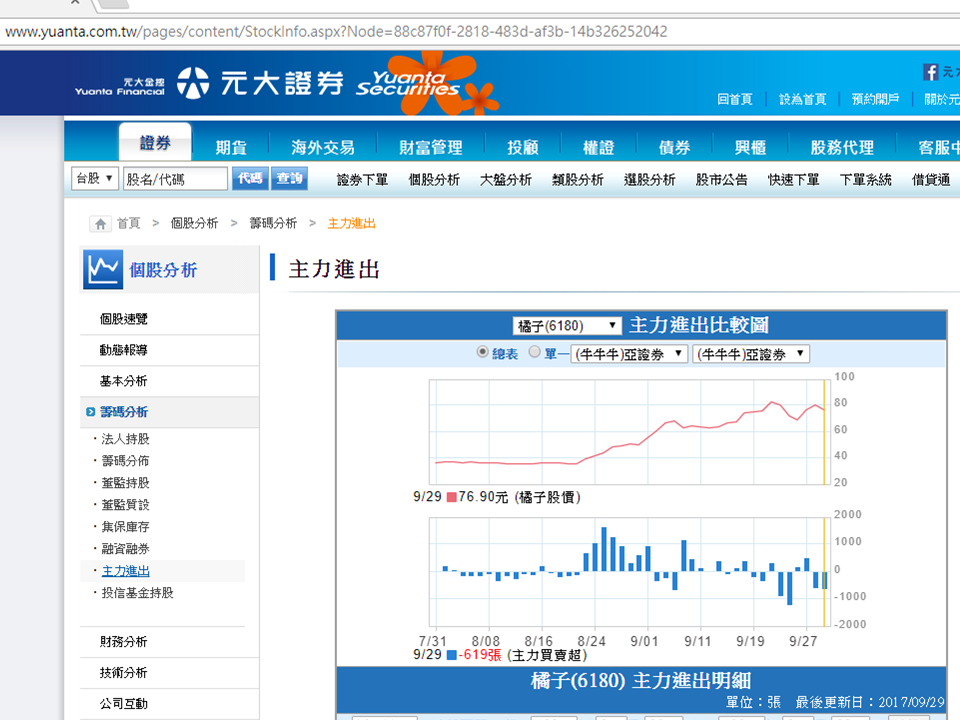 www.yuanta.com.tw/pages/content/StockInfo.aspx?Node=88c87f0f-2818-483d-af3b-14b326252042
元大金控
Yuanta Financial
元大證券
Yuanta
Securities
f 元
回首頁 設為首頁 預約開戶 關於元
證券 期貨 海外交易 財富管理 投顧 權證 債券 興櫃 股務代理 客服中
台股 股名/代碼 代碼 查詢 證券下單 個股分析 大盤分析 類股分析 選股分析 股市公告 快速下單 下單系統 借貸通
首頁 > 個股分析 > 籌碼分析 > 主力進出
個股分析
主力進出
個股速覽
動態報導
基本分析
籌碼分析
・法人持股
・籌碼分佈
・董監持股
・董監質設
・集保庫存
・融資融券
・主力進出
・投信基金持股
財務分析
技術分析
公司互動
橘子(6180) 主力進出比較圖
總表 單一 (牛牛牛)亞證券 (牛牛牛)亞證券
100
80
60
40
20
9/29 76.90元 (橘子股價)
2000
1000
0
-1000
-2000
7/31 8/08 8/16 8/24 9/01 9/11 9/19 9/27
9/29 -619張 (主力買賣超)
橘子(6180) 主力進出明細
單位：張 最後更新日：2017/09/29